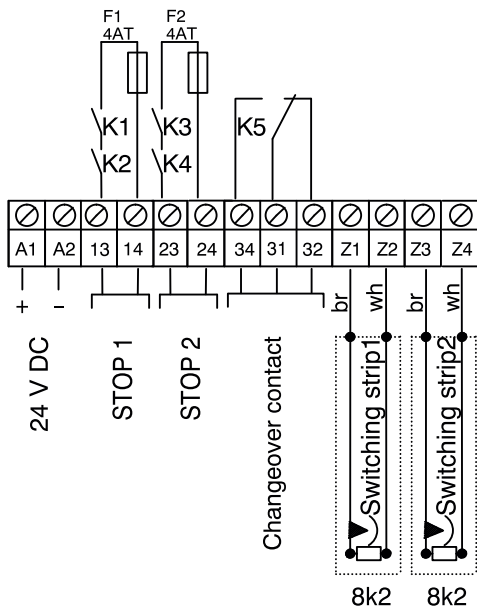 F1 F2
4AT 4AT
K1 K3 K5
K2 K4
A1 A2 13 14 23 24 34 31 32 Z1 Z2 Z3 Z4
+ - br wh br wh
24 V DC
STOP 1
STOP 2
Changeover contact
Switching strip1
Switching strip2
8k2 8k2